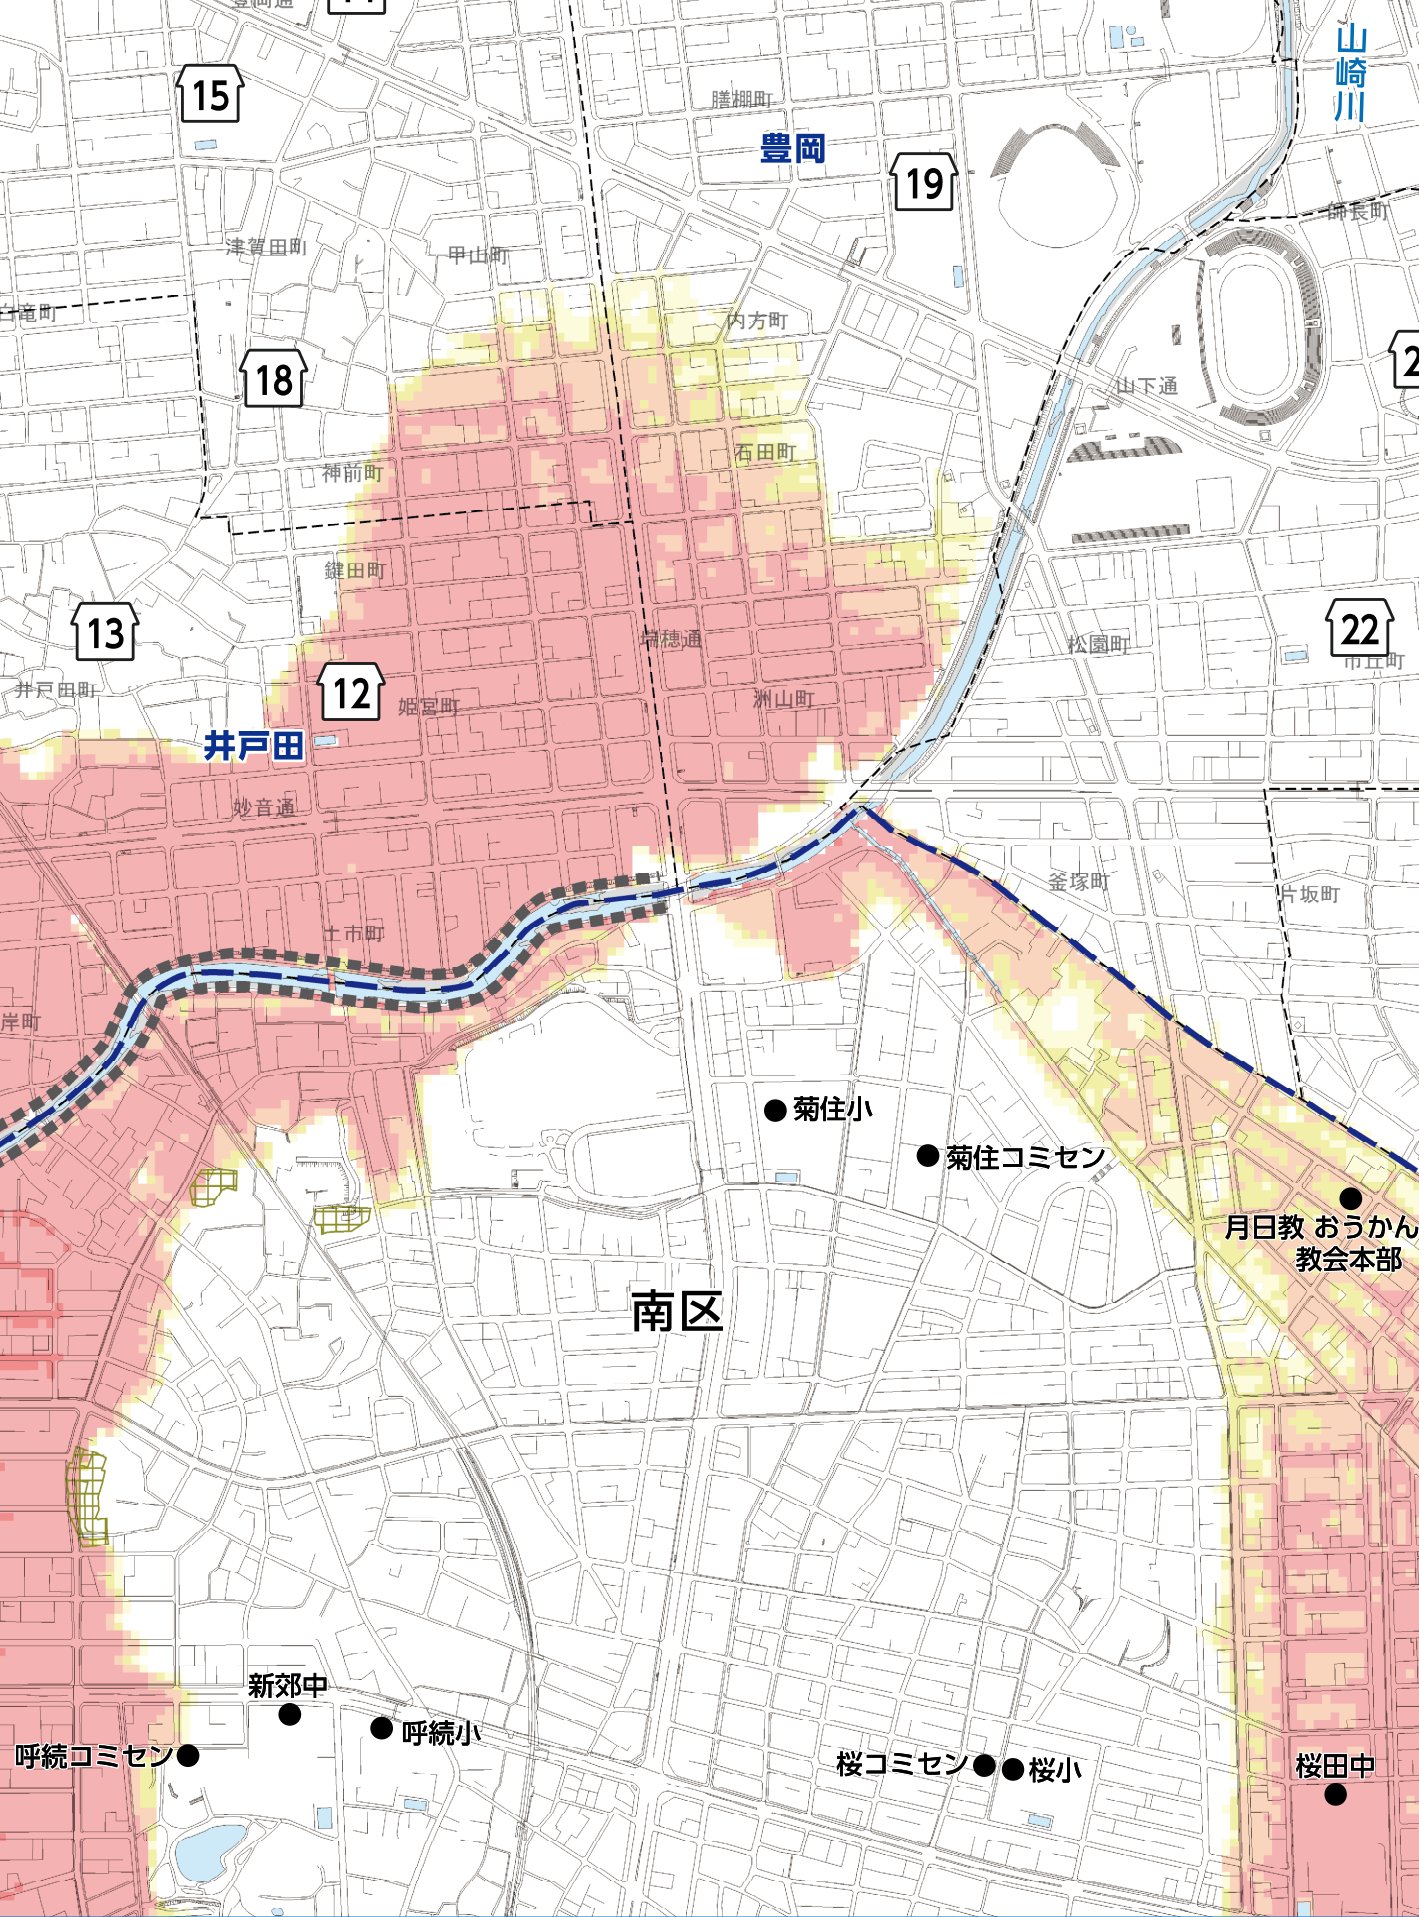 山崎川
15
膳棚町
豊岡
19
師長町
津賀田町
甲山町
白竜町
内方町
18
山下通
2
石田町
神前町
鍵田町
13
22
瑞穂通
松園町
市丘町
井戸田町
12
姫宮町
洲山町
井戸田
妙音通
釜塚町
片坂町
土市町
岸町
菊住小
菊住コミセン
月日教 おうかん
教会本部
南区
新郊中
呼続小
呼続コミセン
桜コミセン
桜小
桜田中